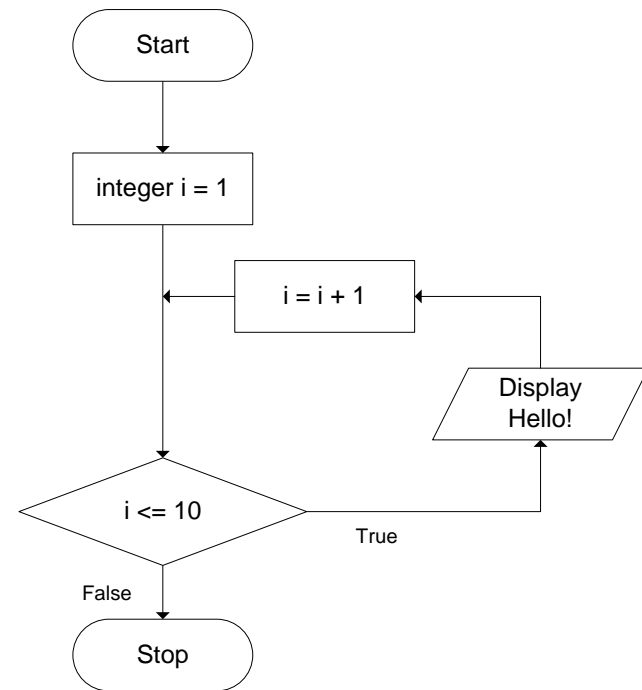 Start
integer i = 1
i = i + 1
Display
Hello!
i <= 10
True
False
Stop